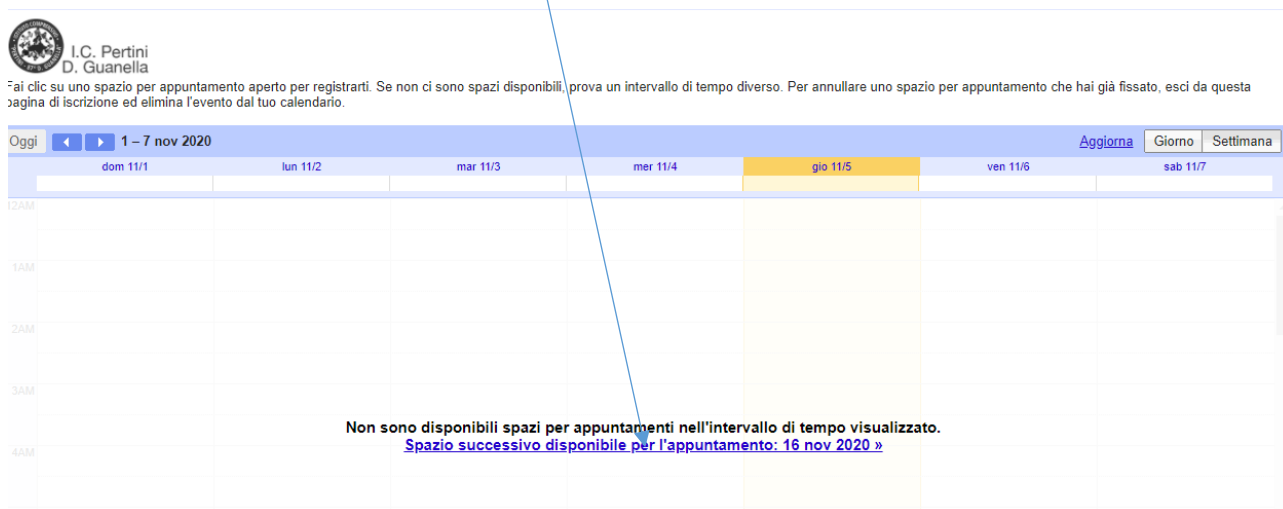 I.C. Pertini
D. Guanella
Fai clic su uno spazio per appuntamento aperto per registrarti. Se non ci sono spazi disponibili, prova un intervallo di tempo diverso. Per annullare uno spazio per appuntamento che hai già fissato, esci da questa
pagina di iscrizione ed elimina l'evento dal tuo calendario.
Oggi 1 – 7 nov 2020 Aggiorna Giorno Settimana
dom 11/1 lun 11/2 mar 11/3 mer 11/4 gio 11/5 ven 11/6 sab 11/7
12AM
1AM
2AM
3AM
Non sono disponibili spazi per appuntamenti nell'intervallo di tempo visualizzato.
Spazio successivo disponibile per l'appuntamento: 16 nov 2020 »
4AM